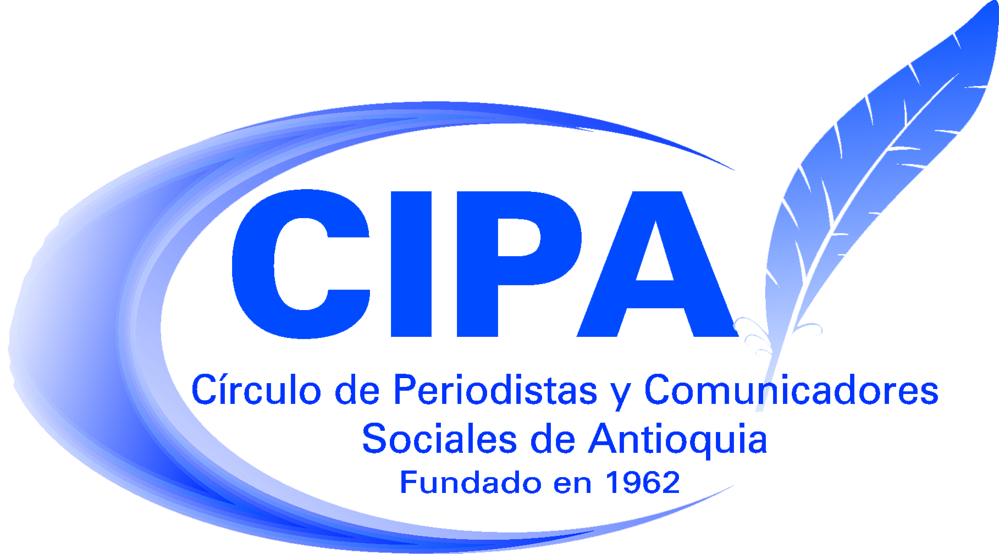 CIPA
Círculo de Periodistas y Comunicadores
Sociales de Antioquia
Fundado en 1962